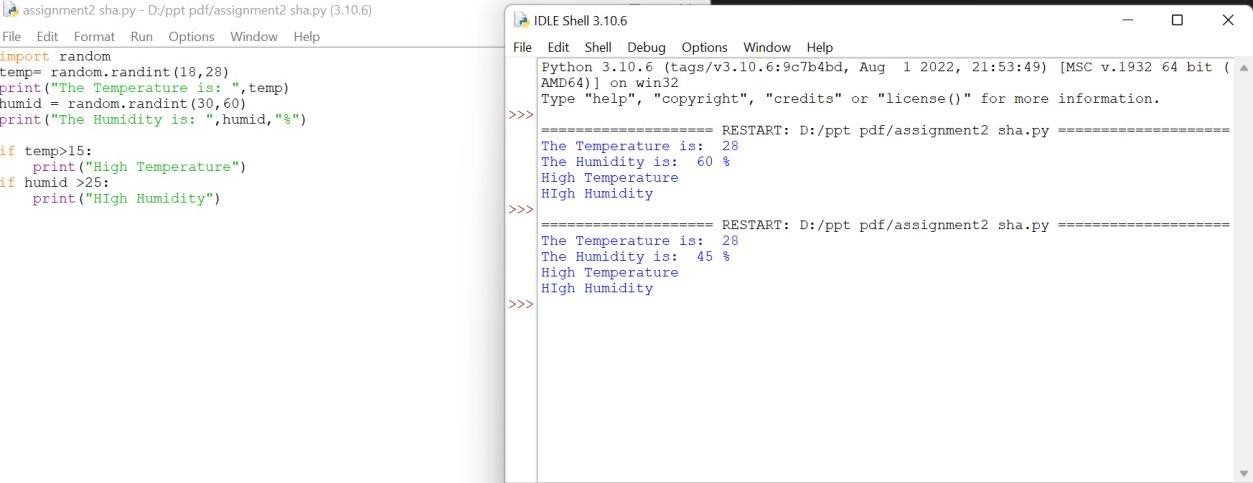 assignment2 sha.py - D:/ppt pdf/assignment2 sha.py (3.10.6)
File Edit Format Run Options Window Help
import random
temp= random.randint(18,28)
print("The Temperature is: ",temp)
humid = random.randint(30,60)
print("The Humidity is: ",humid,"%")
if temp>15:
    print("High Temperature")
if humid >25:
    print("HIgh Humidity")
IDLE Shell 3.10.6
File Edit Shell Debug Options Window Help
Python 3.10.6 (tags/v3.10.6:9c7b4bd, Aug  1 2022, 21:53:49) [MSC v.1932 64 bit (
AMD64)] on win32
Type "help", "copyright", "credits" or "license()" for more information.
>>>
==================== RESTART: D:/ppt pdf/assignment2 sha.py ====================
The Temperature is:  28
The Humidity is:  60 %
High Temperature
HIgh Humidity
>>>
==================== RESTART: D:/ppt pdf/assignment2 sha.py ====================
The Temperature is:  28
The Humidity is:  45 %
High Temperature
HIgh Humidity
>>>